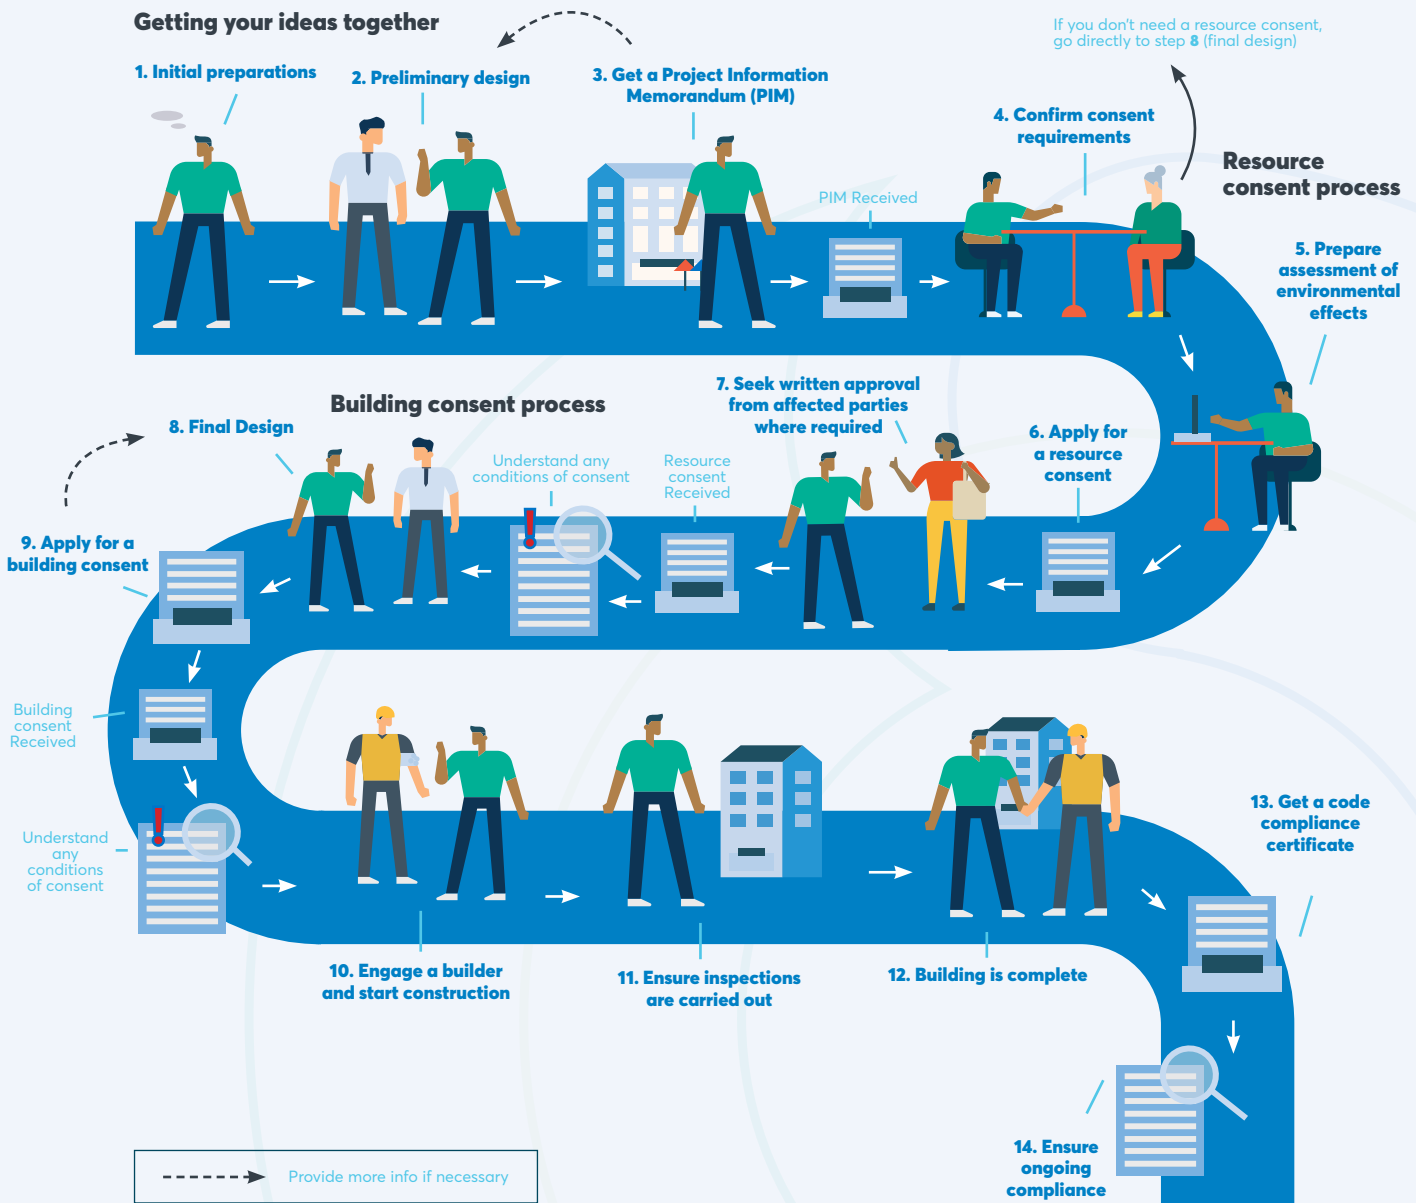 Getting your ideas together
If you don't need a resource consent,
go directly to step 8 (final design)
1. Initial preparations
2. Preliminary design
3. Get a Project Information
Memorandum (PIM)
4. Confirm consent
requirements
Resource
consent process
PIM Received
5. Prepare
assessment of
environmental
effects
Building consent process
7. Seek written approval
from affected parties
where required
6. Apply for
a resource
consent
Resource
consent
Received
Understand any
conditions of consent
8. Final Design
9. Apply for a
building consent
Building
consent
Received
Understand
any
conditions
of consent
10. Engage a builder
and start construction
11. Ensure inspections
are carried out
12. Building is complete
13. Get a code
compliance
certificate
14. Ensure
ongoing
compliance
Provide more info if necessary